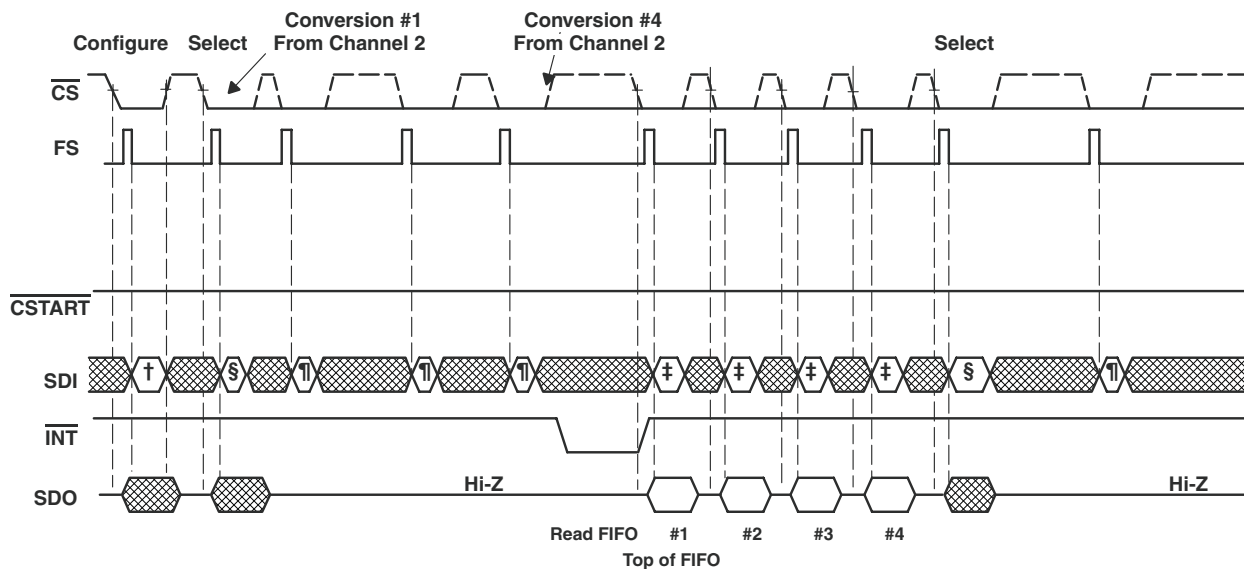 Conversion #1
From Channel 2
Conversion #4
From Channel 2
Configure
Select
Select
CS
FS
CSTART
SDI
†
§
¶
¶
¶
‡
‡
‡
‡
§
¶
INT
SDO
Hi-Z
Hi-Z
Read FIFO
#1
#2
#3
#4
Top of FIFO